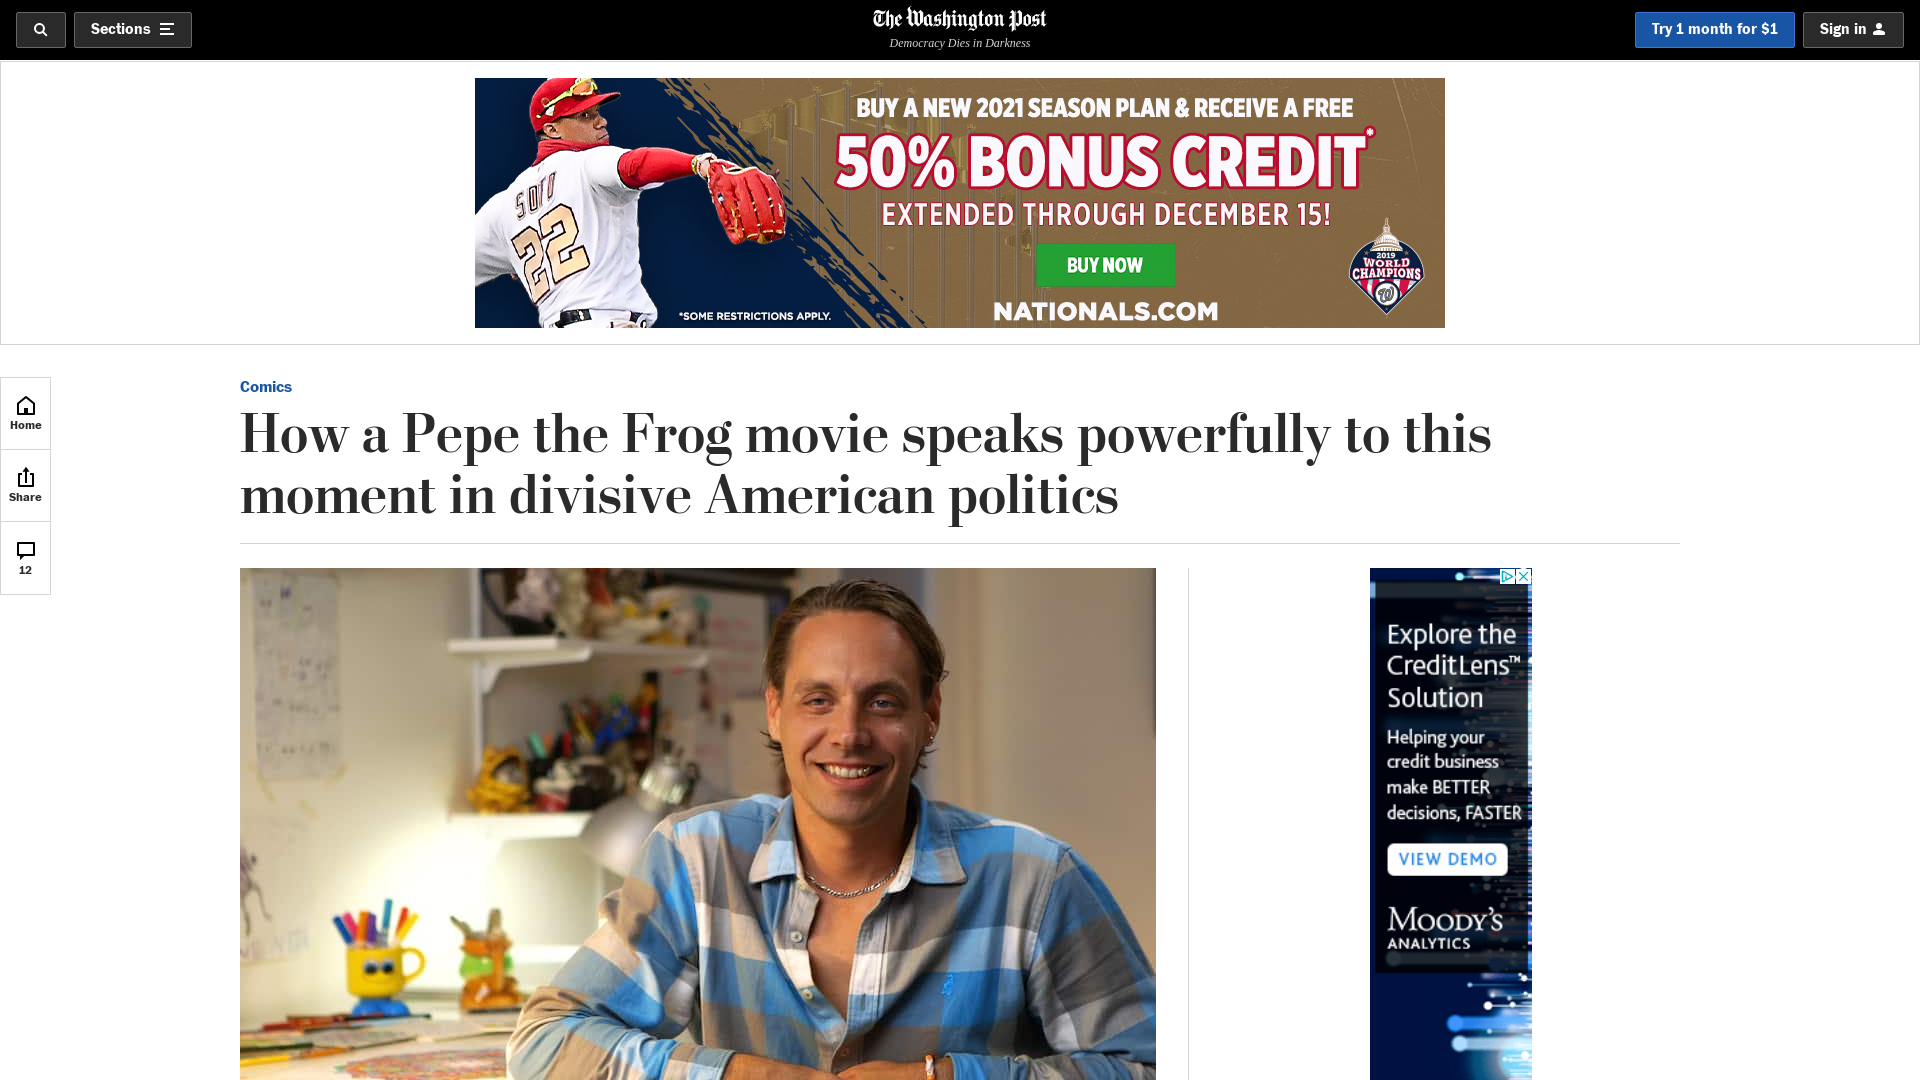 Sections
The Washington Post
Democracy Dies in Darkness
Try 1 month for $1
Sign in
BUY A NEW 2021 SEASON PLAN & RECEIVE A FREE
50% BONUS CREDIT*
EXTENDED THROUGH DECEMBER 15!
BUY NOW
NATIONALS.COM
*SOME RESTRICTIONS APPLY.
SOTO
22
2019
WORLD
CHAMPIONS
W
Home
Share
12
Comics
How a Pepe the Frog movie speaks powerfully to this
moment in divisive American politics
Explore the
CreditLens™
Solution
Helping your
credit business
make BETTER
decisions, FASTER
VIEW DEMO
MOODY'S
ANALYTICS